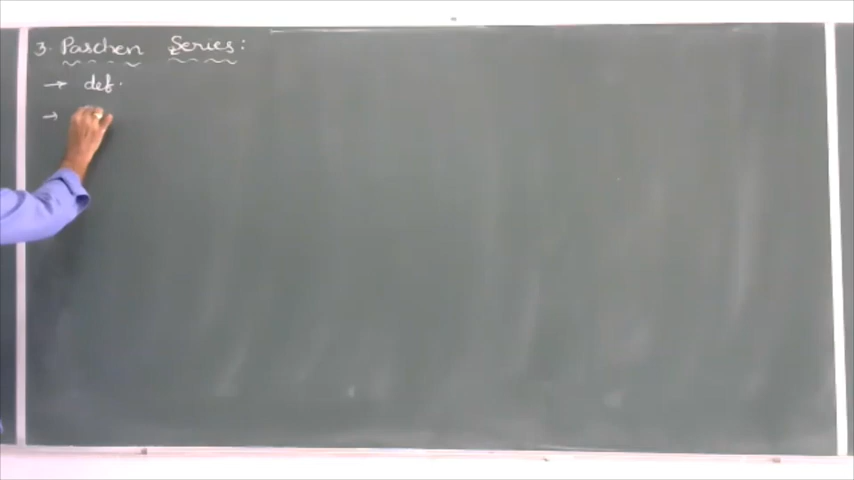 3. Paschen Series:
→ def.
→